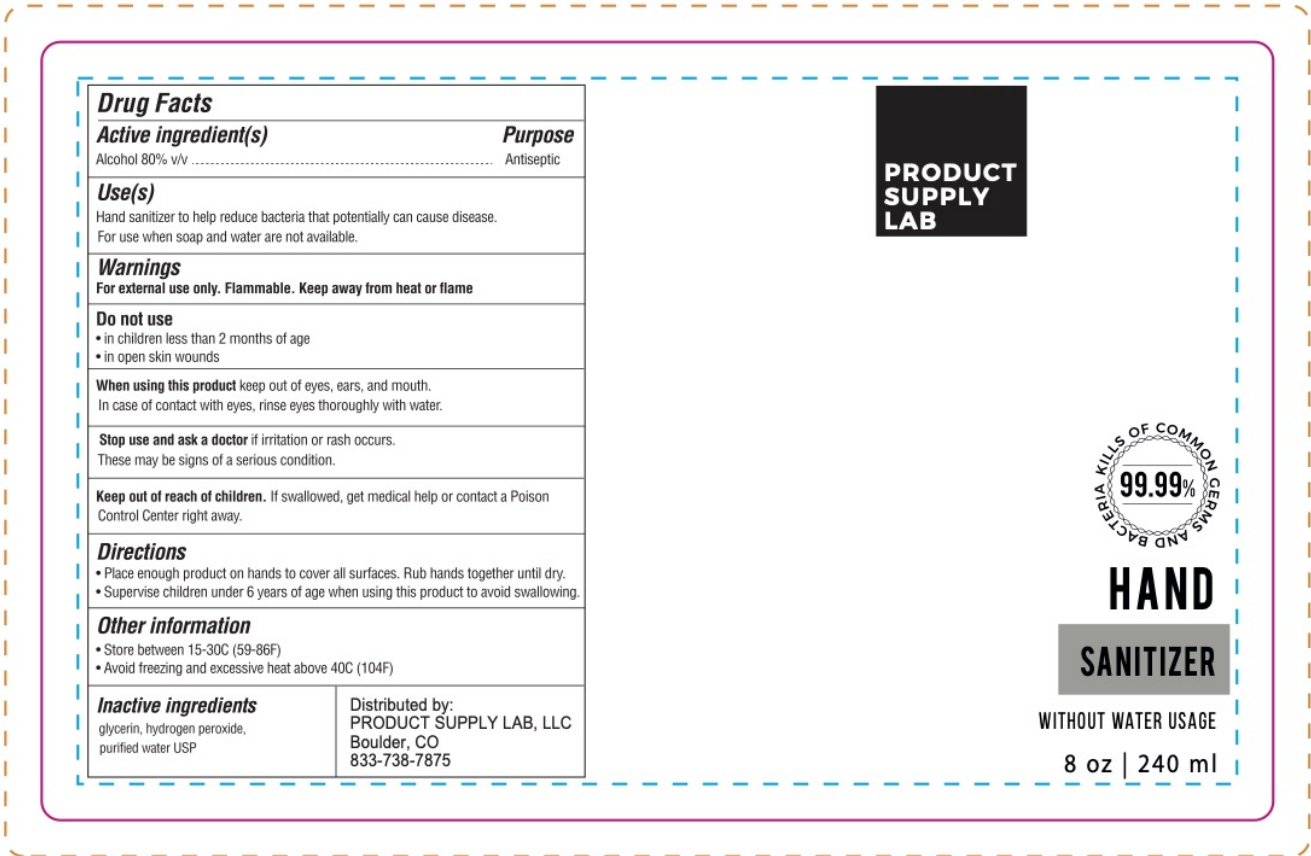 Drug Facts
Active ingredient(s) Purpose
Alcohol 80% v/v ........................................................................ Antiseptic
Use(s)
Hand sanitizer to help reduce bacteria that potentially can cause disease.
For use when soap and water are not available.
Warnings
For external use only. Flammable. Keep away from heat or flame
Do not use
• in children less than 2 months of age
• in open skin wounds
When using this product keep out of eyes, ears, and mouth.
In case of contact with eyes, rinse eyes thoroughly with water.
Stop use and ask a doctor if irritation or rash occurs.
These may be signs of a serious condition.
Keep out of reach of children. If swallowed, get medical help or contact a Poison
Control Center right away.
Directions
• Place enough product on hands to cover all surfaces. Rub hands together until dry.
• Supervise children under 6 years of age when using this product to avoid swallowing.
Other information
• Store between 15-30C (59-86F)
• Avoid freezing and excessive heat above 40C (104F)
Inactive ingredients
glycerin, hydrogen peroxide,
purified water USP
Distributed by:
PRODUCT SUPPLY LAB, LLC
Boulder, CO
833-738-7875
PRODUCT
SUPPLY
LAB
KILLS OF COMMON GERMS AND BACTERIA
99.99%
HAND
SANITIZER
WITHOUT WATER USAGE
8 oz | 240 ml